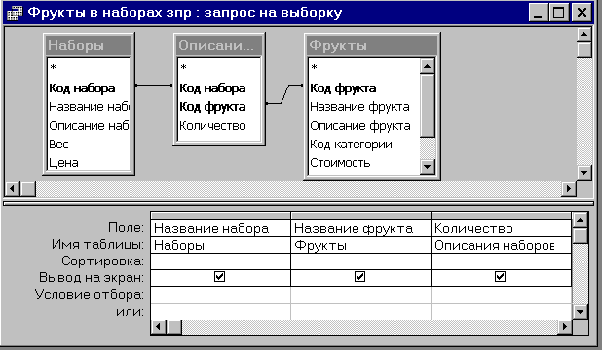 Фрукты в наборах зпр : запрос на выборку
Наборы
*
Код набора
Название наб
Описание наб
Вес
Цена
Описани...
*
Код набора
Код фрукта
Количество
Фрукты
*
Код фрукта
Название фрукта
Описание фрукта
Код категории
Стоимость
Поле: Название набора Название фрукта Количество
Имя таблицы: Наборы Фрукты Описания наборов
Сортировка:
Вывод на экран:
Условие отбора:
или: